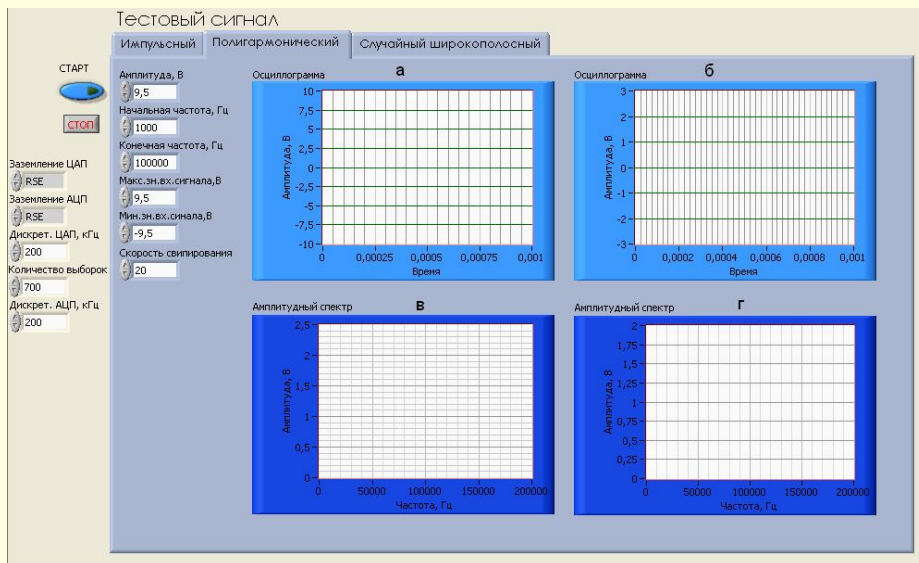 Тестовый сигнал
Импульсный Полигармонический Случайный широкополосный
СТАРТ
СТОП
Заземление ЦАП
RSE
Заземление АЦП
RSE
Дискрет. ЦАП, кГц
200
Количество выборок
700
Дискрет. АЦП, кГц
200
Амплитуда, В
9,5
Начальная частота, Гц
1000
Конечная частота, Гц
100000
Макс.зн.вх.сигнала,В
9,5
Мин.зн.вх.синала,В
-9,5
Скорость свипирования
20
Осциллограмма а
Амплитуда, В
10
7,5
5
2,5
0
-2,5
-5
-7,5
-10
0 0,00025 0,0005 0,00075 0,001
Время
Осциллограмма б
Амплитуда, В
3
2
1
0
-1
-2
-3
0 0,0002 0,0004 0,0006 0,0008 0,001
Время
Амплитудный спектр в
Амплитуда, В
2,5
2
1,5
1
0,5
0
0 50000 100000 150000 200000
Частота, Гц
Амплитудный спектр г
Амплитуда, В
2
1,75
1,5
1,25
1
0,75
0,5
0,25
0
0 50000 100000 150000 200000
Частота, Гц